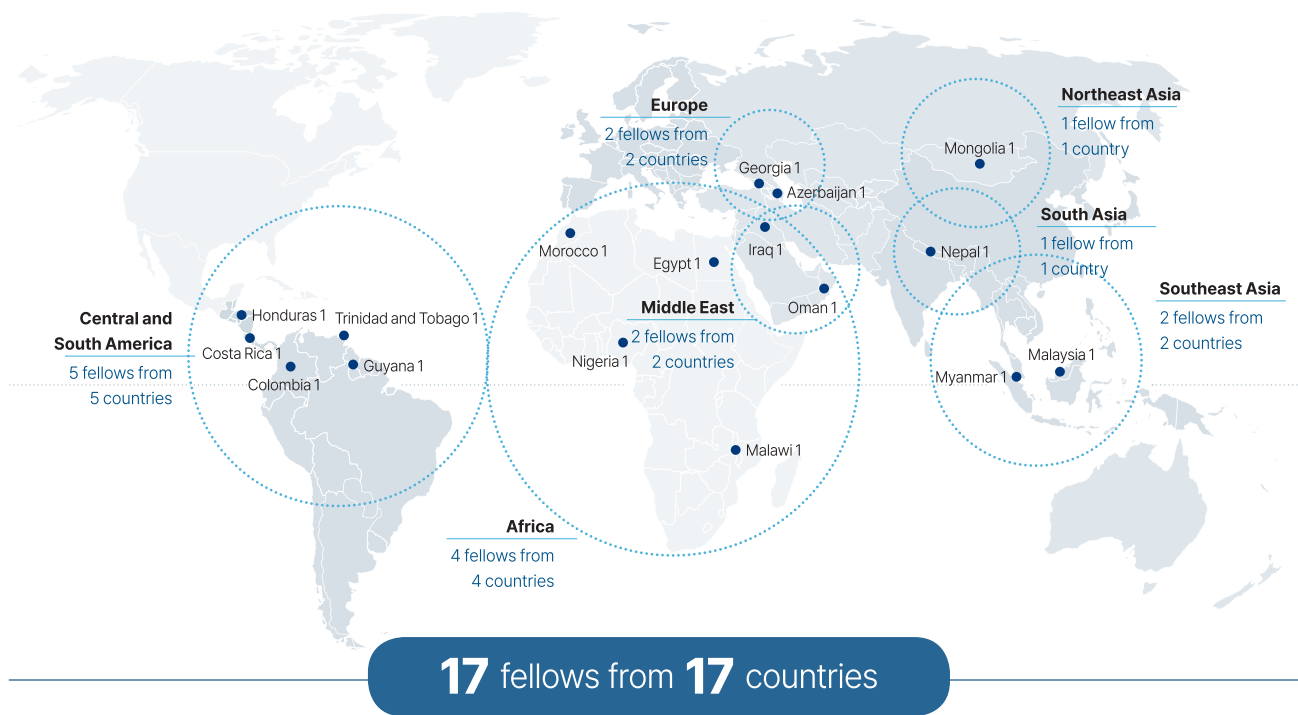 Europe
2 fellows from
2 countries
Georgia 1
Azerbaijan 1
Northeast Asia
1 fellow from
1 country
Mongolia 1
South Asia
1 fellow from
1 country
Nepal 1
Southeast Asia
2 fellows from
2 countries
Malaysia 1
Myanmar 1
Morocco 1
Egypt 1
Iraq 1
Oman 1
Middle East
2 fellows from
2 countries
Nigeria 1
Malawi 1
Africa
4 fellows from
4 countries
Central and
South America
5 fellows from
5 countries
Honduras 1
Trinidad and Tobago 1
Costa Rica 1
Guyana 1
Colombia 1
17 fellows from 17 countries